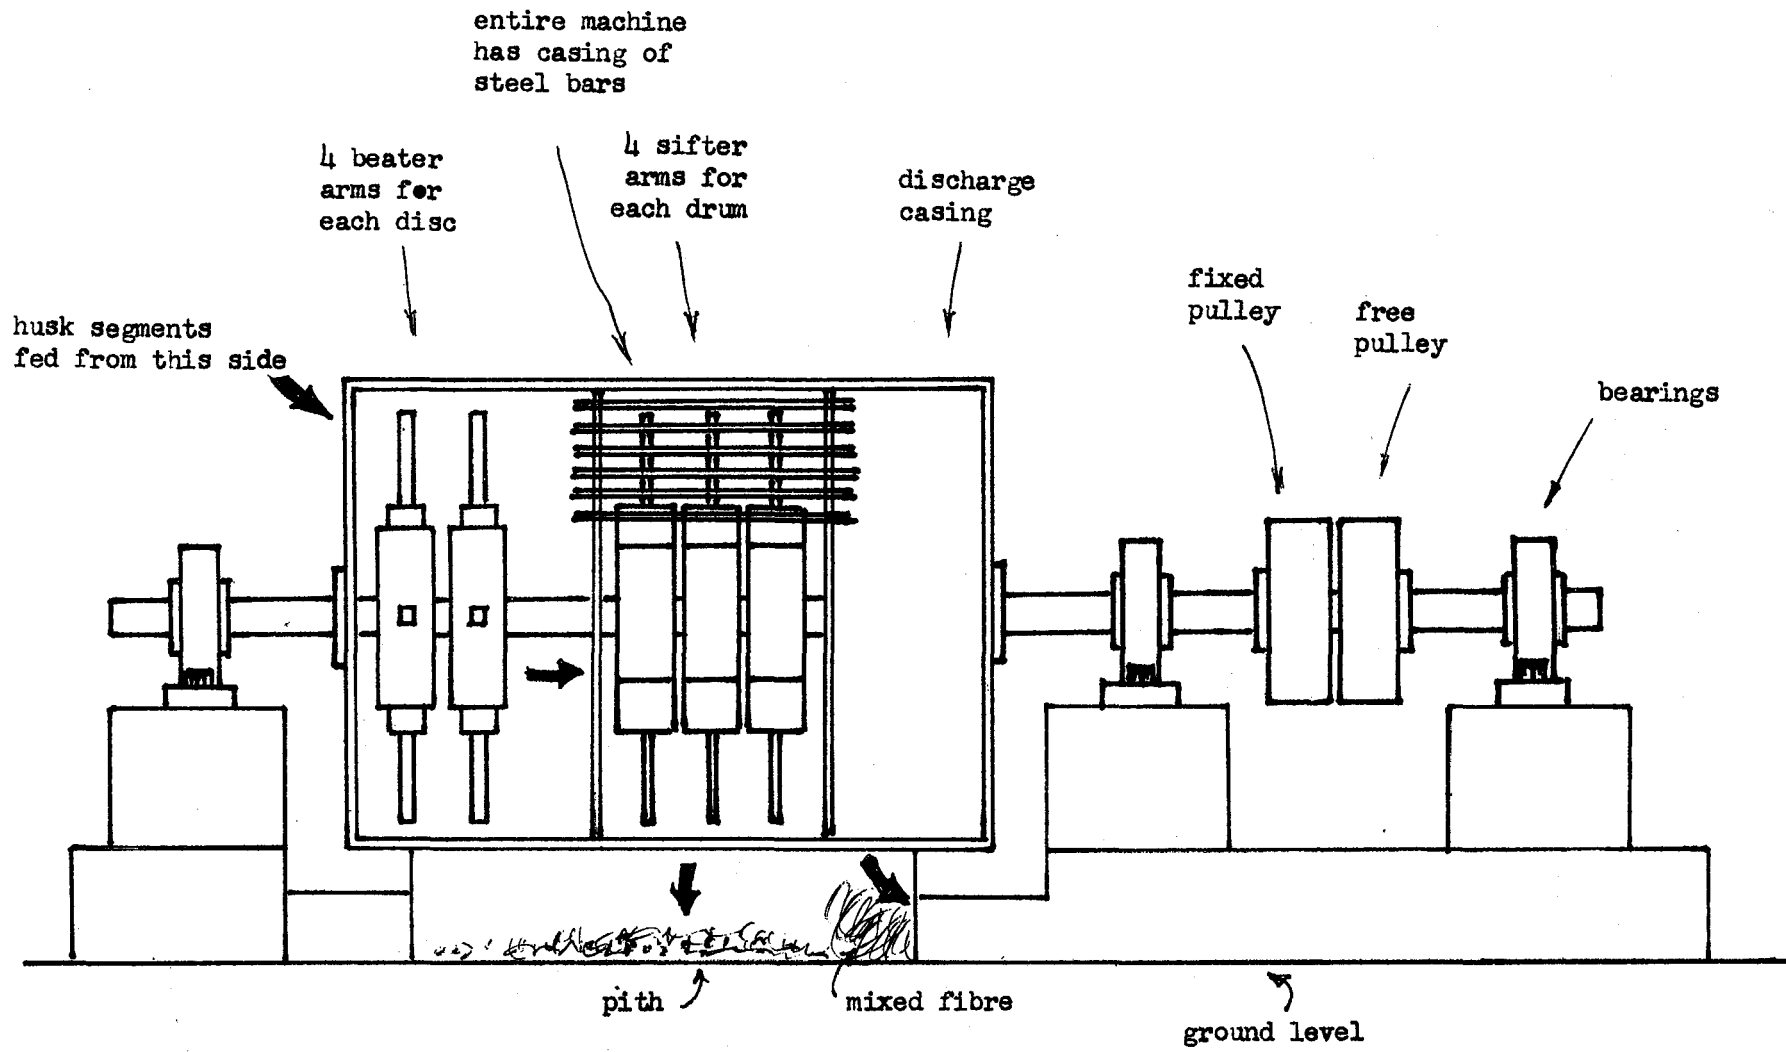 entire machine
has casing of
steel bars
4 beater
arms for
each disc
4 sifter
arms for
each drum
discharge
casing
fixed
pulley
free
pulley
bearings
husk segments
fed from this side
pith
mixed fibre
ground level